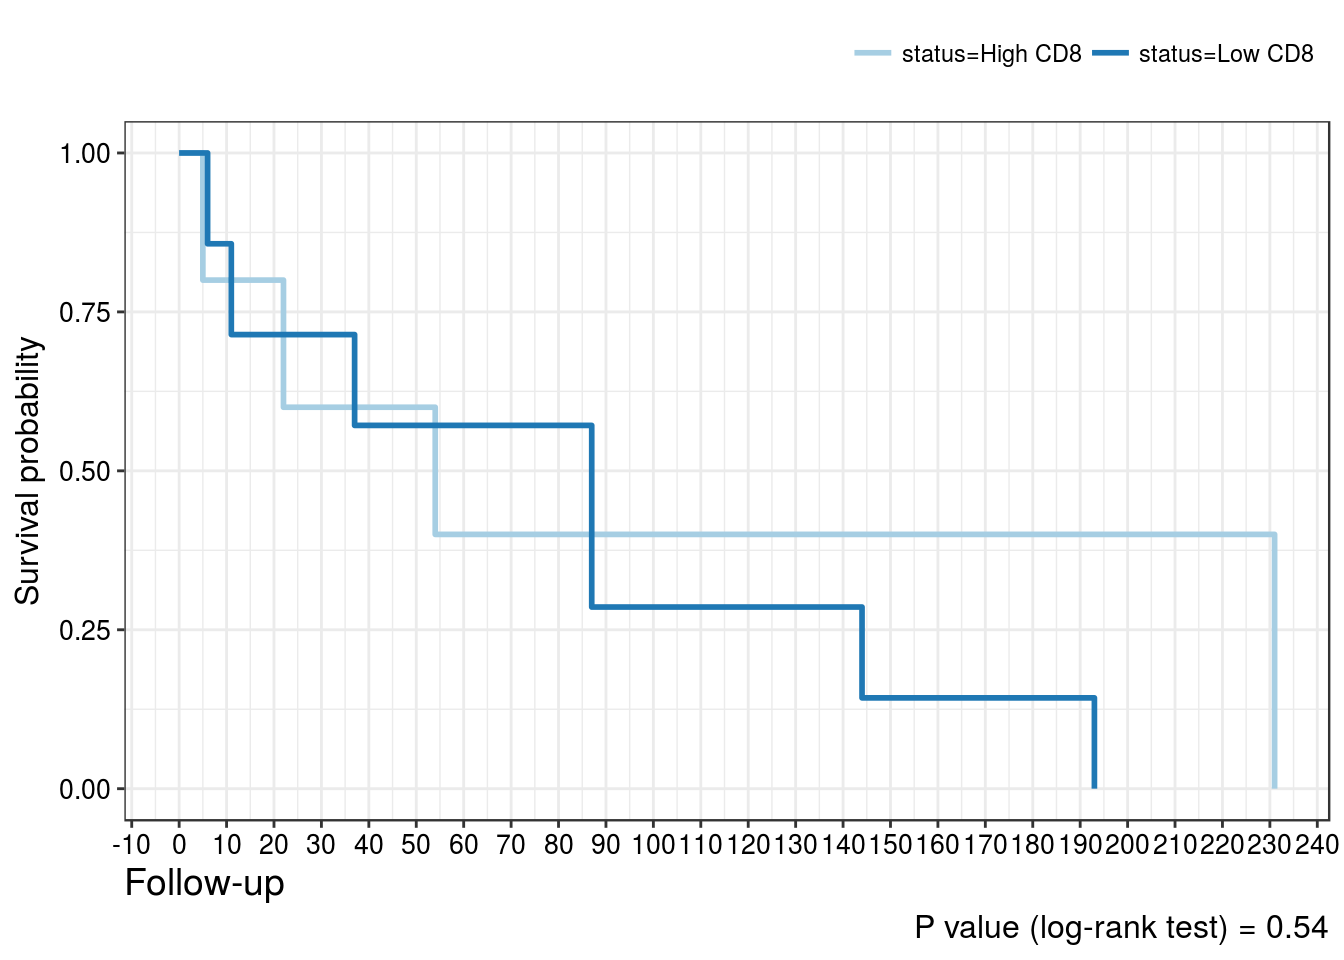 status=High CD8 status=Low CD8
Survival probability
1.00
0.75
0.50
0.25
0.00
-10 0 10 20 30 40 50 60 70 80 90 100 110 120 130 140 150 160 170 180 190 200 210 220 230 240
Follow-up
P value (log-rank test) = 0.54